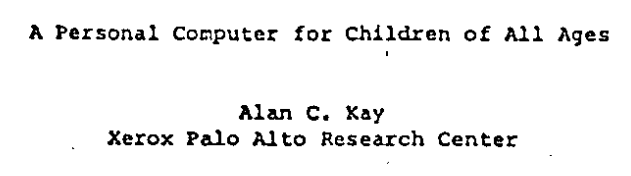 A Personal Computer for Children of All Ages
Alan C. Kay
Xerox Palo Alto Research Center